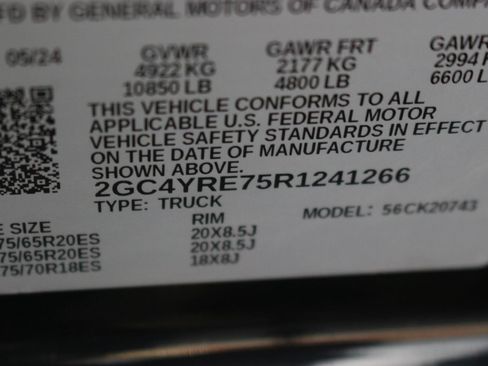 FD BY GENERAL MOTORS OF CANADA COMP
05/24 GVWR GAWR FRT GAWR
4922 KG 2177 KG 2994
10850 LB 4800 LB 6600 L
THIS VEHICLE CONFORMS TO ALL
APPLICABLE U.S. FEDERAL MOTOR
VEHICLE SAFETY STANDARDS IN EFFECT
ON THE DATE OF MANUFACTURE
SHOWN ABOVE.
2GC4YRE75R1241266
TYPE: TRUCK MODEL: 56CK20743
E SIZE RIM
75/65R20ES 20X8.5J
75/65R20ES 20X8.5J
75/70R18ES 18X8J